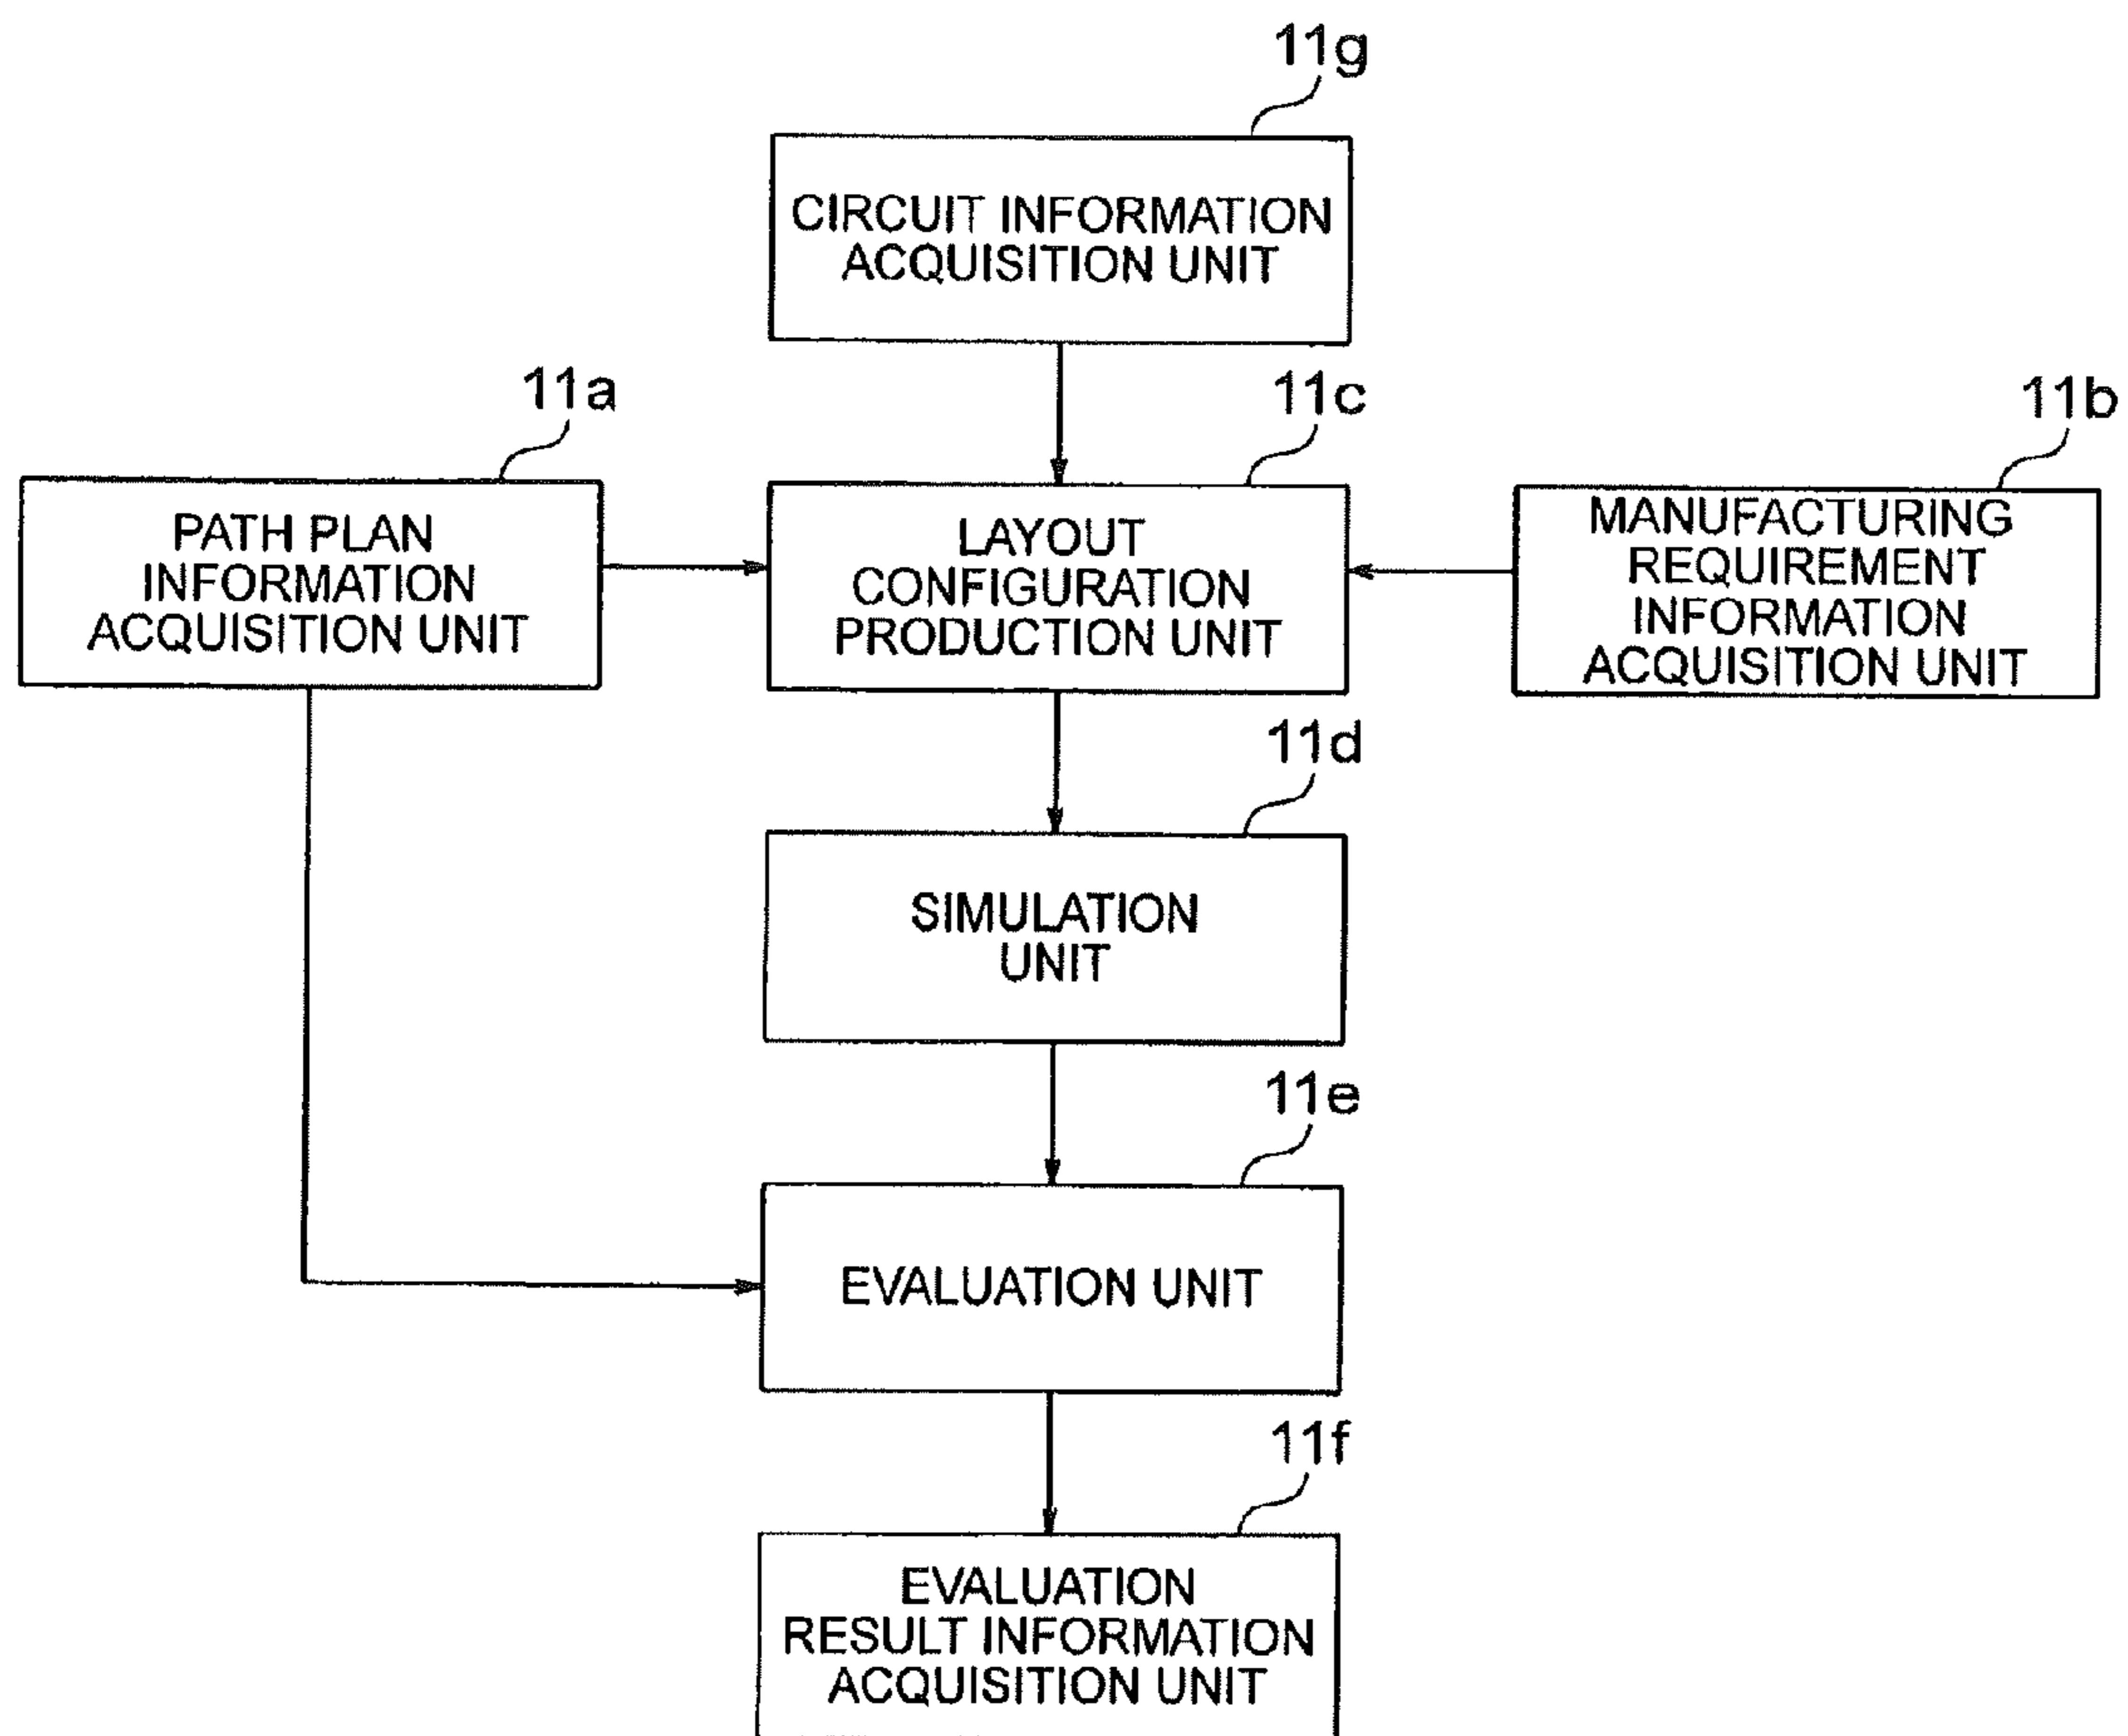 11g
CIRCUIT INFORMATION
ACQUISITION UNIT
11a
11c
11b
PATH PLAN
INFORMATION
ACQUISITION UNIT
LAYOUT
CONFIGURATION
PRODUCTION UNIT
MANUFACTURING
REQUIREMENT
INFORMATION
ACQUISITION UNIT
11d
SIMULATION
UNIT
11e
EVALUATION UNIT
11f
EVALUATION
RESULT INFORMATION
ACQUISITION UNIT